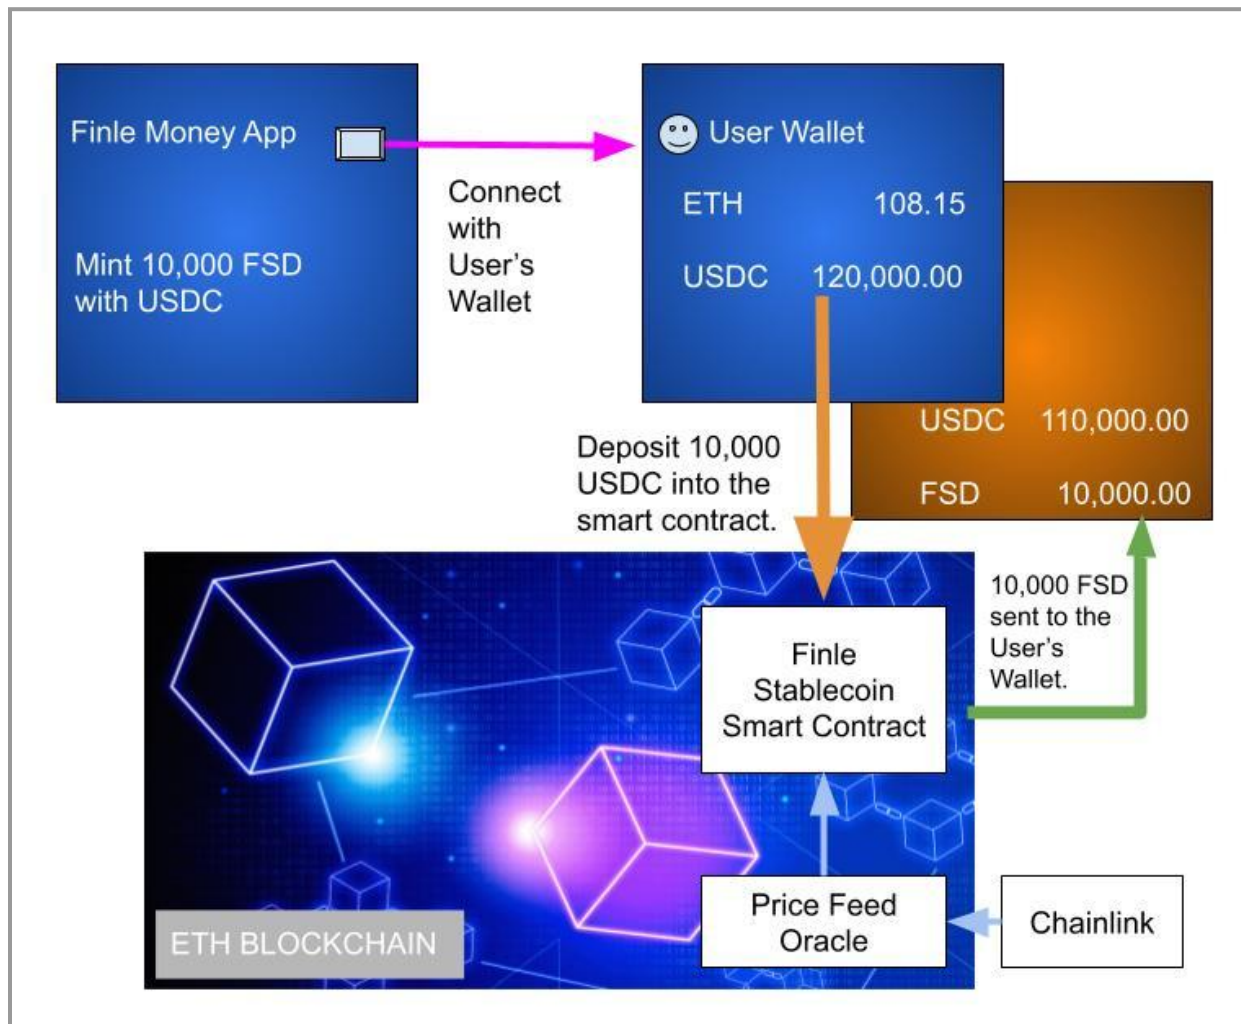 Finle Money App
Mint 10,000 FSD
with USDC
Connect
with
User's
Wallet
User Wallet
ETH 108.15
USDC 120,000.00
USDC 110,000.00
FSD 10,000.00
Deposit 10,000
USDC into the
smart contract.
10,000 FSD
sent to the
User's
Wallet.
Finle
Stablecoin
Smart Contract
Price Feed
Oracle
Chainlink
ETH BLOCKCHAIN